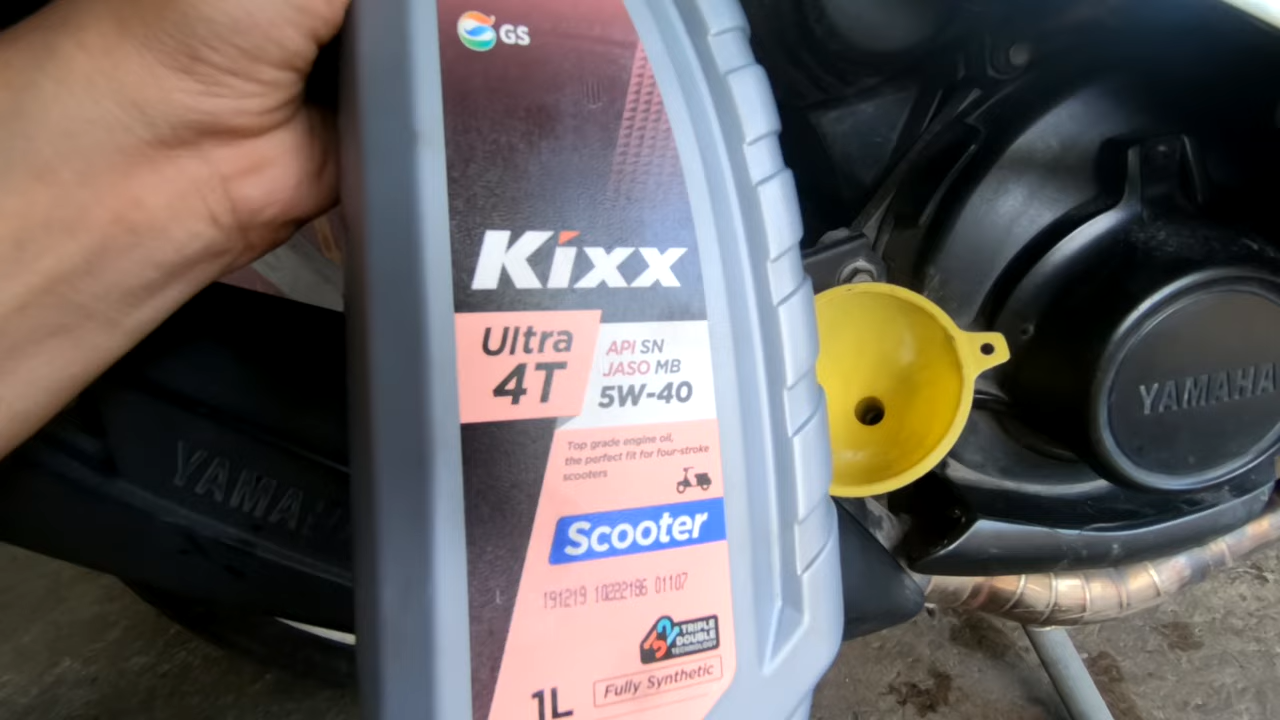 GS
Kixx
Ultra
4T
API SN
JASO MB
5W-40
Top grade engine oil,
the perfect fit for four-stroke
scooters
Scooter
191219 10222186 01107
TRIPLE
DOUBLE
TECHNOLOGY
Fully Synthetic
1L
YAMAHA
YAMAHA